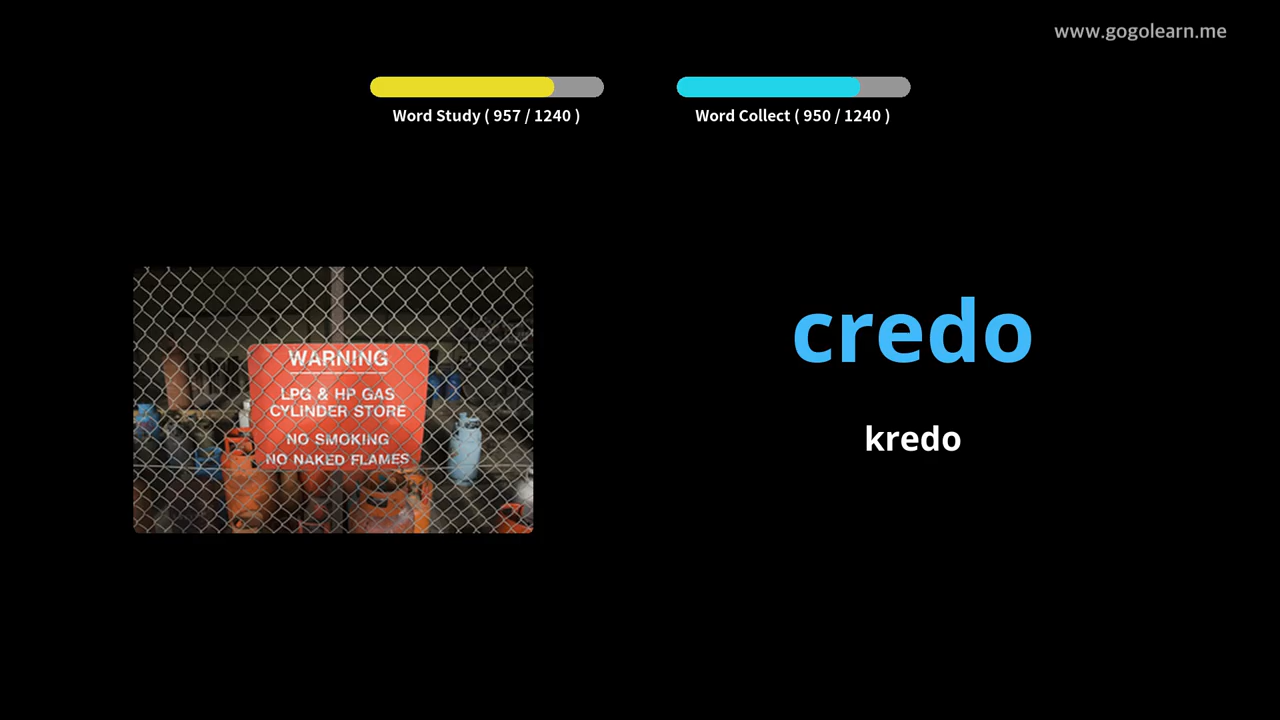 www.gogolearn.me
Word Study ( 957 / 1240 )
Word Collect ( 950 / 1240 )
WARNING
LPG & HP GAS
CYLINDER STORE
NO SMOKING
NO NAKED FLAMES
credo
kredo